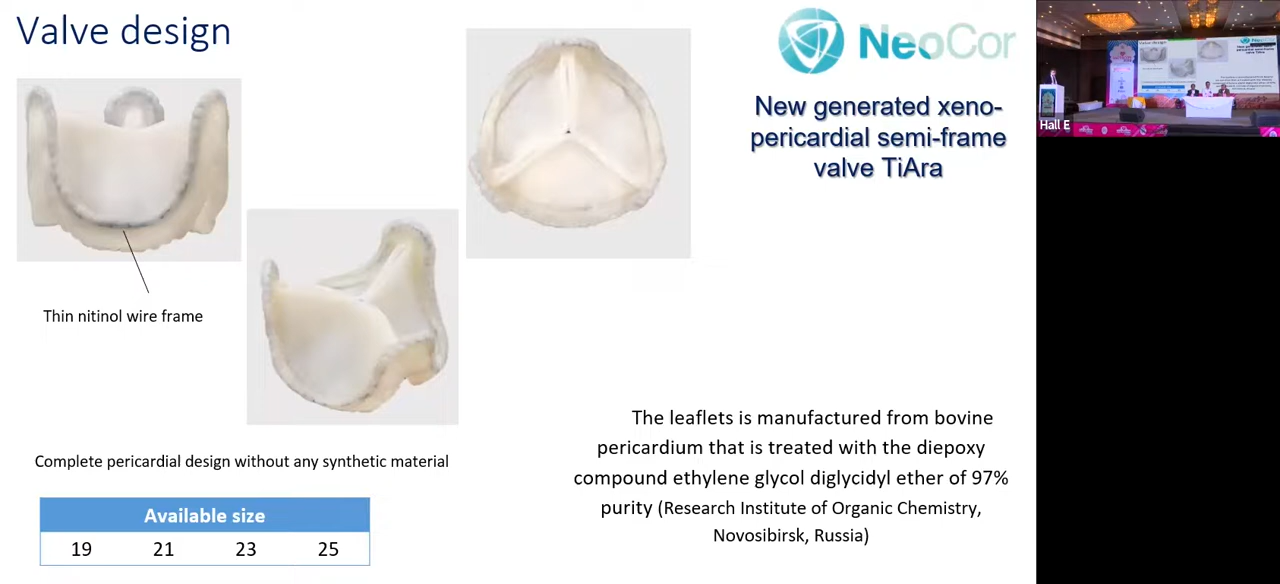 Valve design
NeoCor
New generated xeno-
pericardial semi-frame
valve TiAra
Thin nitinol wire frame
Complete pericardial design without any synthetic material
Available size
19 21 23 25
The leaflets is manufactured from bovine
pericardium that is treated with the diepoxy
compound ethylene glycol diglycidyl ether of 97%
purity (Research Institute of Organic Chemistry,
Novosibirsk, Russia)
Hall E